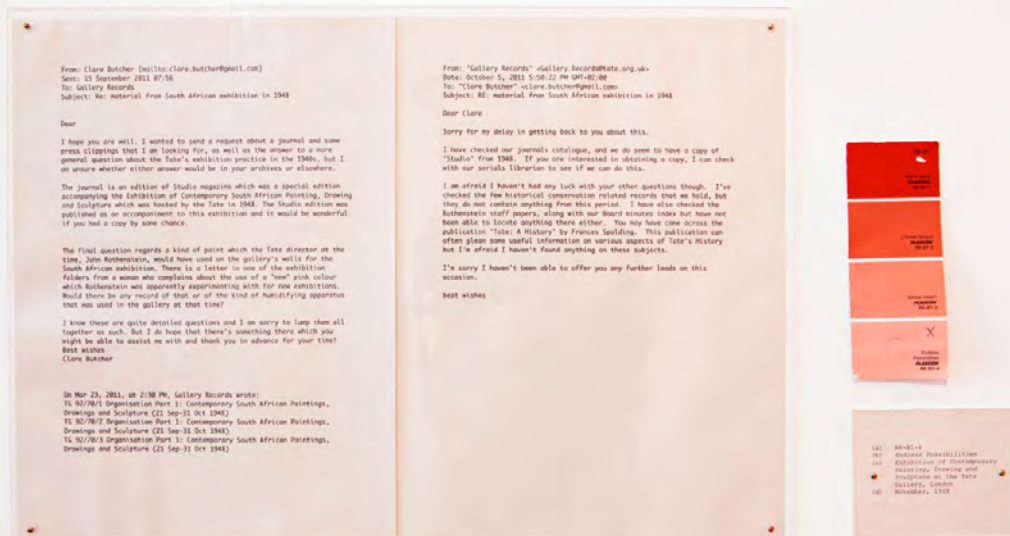 From: Clare Butcher [mailto:clare.butcher@gmail.com]
Sent: 15 September 2011 07:56
To: Gallery Records
Subject: Re: material from South African exhibition in 1948
Dear
I hope you are well. I wanted to send a request about a journal and some
press clippings that I am looking for, as well as the answer to a more
general question about the Tate's exhibition practice in the 1940s, but I
am unsure whether either answer would be in your archives or elsewhere.
The journal is an edition of Studio magazine which was a special edition
accompanying the Exhibition of Contemporary South African Painting, Drawing
and Sculpture which was hosted by the Tate in 1948. The Studio edition was
published as an accompaniment to this exhibition and it would be wonderful
if you had a copy by some chance.
The final question regards a kind of paint which the Tate director at the
time, John Rothenstein, would have used on the gallery's walls for the
South African exhibition. There is a letter in one of the exhibition
folders from a woman who complains about the use of a "new" pink colour
which Rothenstein was apparently experimenting with for new exhibitions.
Would there be any record of that or of the kind of humidifying apparatus
that was used in the gallery at that time?
I know these are quite detailed questions and I am sorry to lump them all
together as such. But I do hope that there's something there which you
might be able to assist me with and thank you in advance for your time!
Best wishes
Clare Butcher
On Mar 23, 2011, at 2:30 PM, Gallery Records wrote:
TG 92/70/1 Organisation Part 1: Contemporary South African Paintings,
Drawings and Sculpture (21 Sep-31 Oct 1948)
TG 92/70/2 Organisation Part 1: Contemporary South African Paintings,
Drawings and Sculpture (21 Sep-31 Oct 1948)
TG 92/70/3 Organisation Part 1: Contemporary South African Paintings,
Drawings and Sculpture (21 Sep-31 Oct 1948)
From: "Gallery Records" <Gallery.Records@tate.org.uk>
Date: October 5, 2011 5:50:22 PM GMT+02:00
To: "Clare Butcher" <clare.butcher@gmail.com>
Subject: RE: material from South African exhibition in 1948
Dear Clare
Sorry for my delay in getting back to you about this.
I have checked our journals catalogue, and we do seem to have a copy of
'Studio' from 1948. If you are interested in obtaining a copy, I can check
with our serials librarian to see if we can do this.
I am afraid I haven't had any luck with your other questions though. I've
checked the few historical conservation related records that we hold, but
they do not contain anything from this period. I have also checked the
Rothenstein staff papers, along with our Board minutes index but have not
been able to locate anything there either. You may have come across the
publication "Tate: A History" by Frances Spalding. This publication can
often glean some useful information on various aspects of Tate's History
but I'm afraid I haven't found anything on these subjects.
I'm sorry I haven't been able to offer you any further leads on this
occasion.
best wishes
PLASCON
PLASCON
PLASCON
X
Endless
Possibilities
PLASCON
R6-B1-4
(a) R6-B1-4
(b) Endless Possibilities
(c) Exhibition of Contemporary
Painting, Drawing and
Sculpture at the Tate
Gallery, London
(d) November, 1948